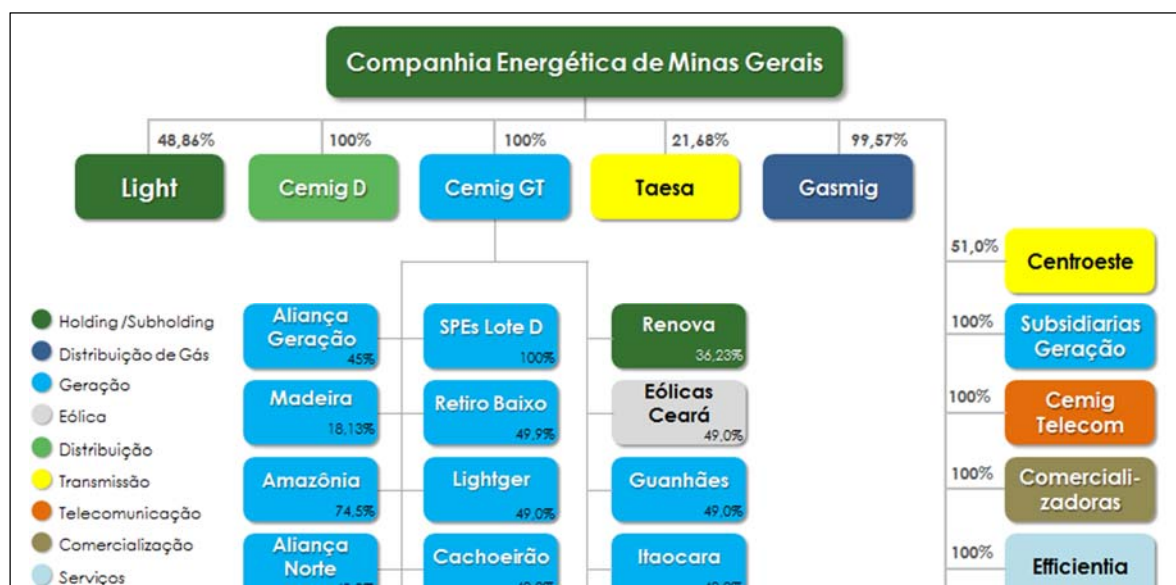 Companhia Energética de Minas Gerais
48,86%
100%
100%
21,68%
99,57%
Light
Cemig D
Cemig GT
Taesa
Gasmig
51,0%
Centroeste
Holding /Subholding
Distribuição de Gás
Geração
Eólica
Distribuição
Transmissão
Telecomunicação
Comercialização
Serviços
Aliança
Geração
45%
SPEs Lote D
100%
Renova
36,23%
100%
Subsidiarias
Geração
Madeira
18,13%
Retiro Baixo
49,9%
Eólicas
Ceará
49,0%
100%
Cemig
Telecom
Amazônia
74,5%
Lightger
49,0%
Guanhães
49,0%
100%
Comerciali-
zadoras
Aliança
Norte
Cachoeirão
Itaocara
100%
Efficientia